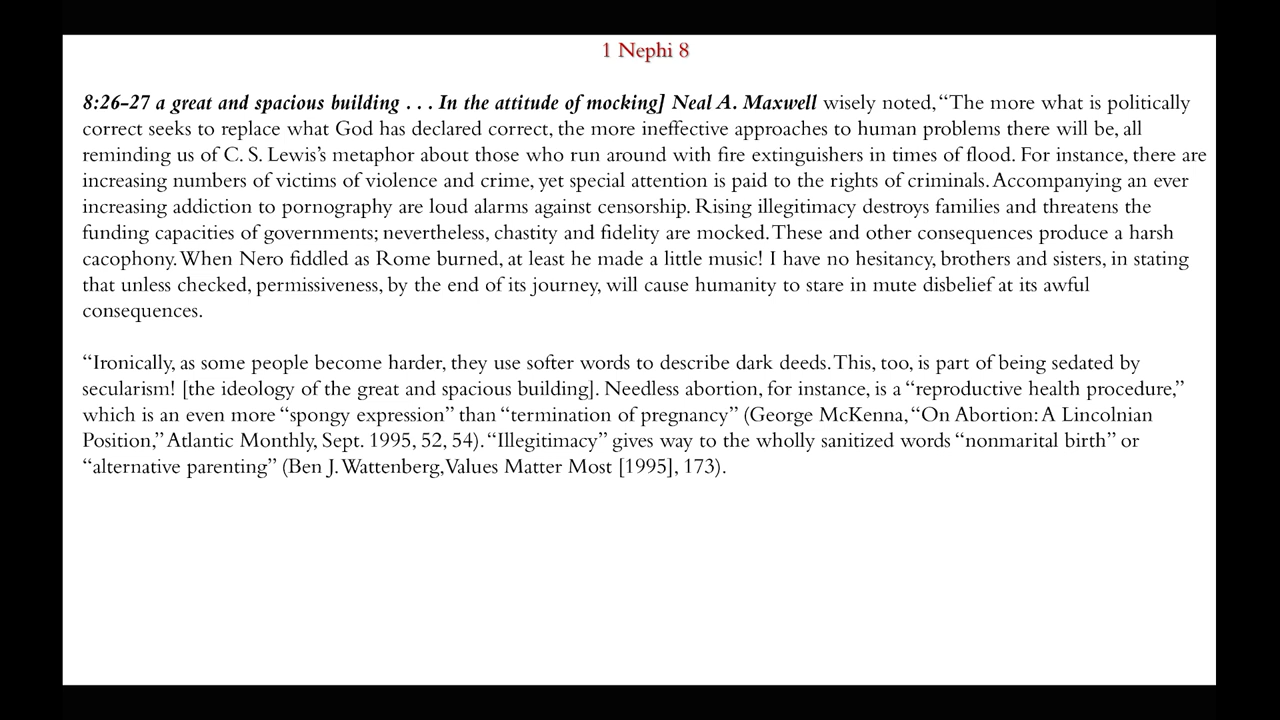 1 Nephi 8
8:26-27 a great and spacious building . . . In the attitude of mocking] Neal A. Maxwell wisely noted, “The more what is politically
correct seeks to replace what God has declared correct, the more ineffective approaches to human problems there will be, all
reminding us of C. S. Lewis’s metaphor about those who run around with fire extinguishers in times of flood. For instance, there are
increasing numbers of victims of violence and crime, yet special attention is paid to the rights of criminals. Accompanying an ever
increasing addiction to pornography are loud alarms against censorship. Rising illegitimacy destroys families and threatens the
funding capacities of governments; nevertheless, chastity and fidelity are mocked. These and other consequences produce a harsh
cacophony. When Nero fiddled as Rome burned, at least he made a little music! I have no hesitancy, brothers and sisters, in stating
that unless checked, permissiveness, by the end of its journey, will cause humanity to stare in mute disbelief at its awful
consequences.
“Ironically, as some people become harder, they use softer words to describe dark deeds. This, too, is part of being sedated by
secularism! [the ideology of the great and spacious building]. Needless abortion, for instance, is a “reproductive health procedure,”
which is an even more “spongy expression” than “termination of pregnancy” (George McKenna, “On Abortion: A Lincolnian
Position,” Atlantic Monthly, Sept. 1995, 52, 54). “Illegitimacy” gives way to the wholly sanitized words “nonmarital birth” or
“alternative parenting” (Ben J. Wattenberg, Values Matter Most [1995], 173).